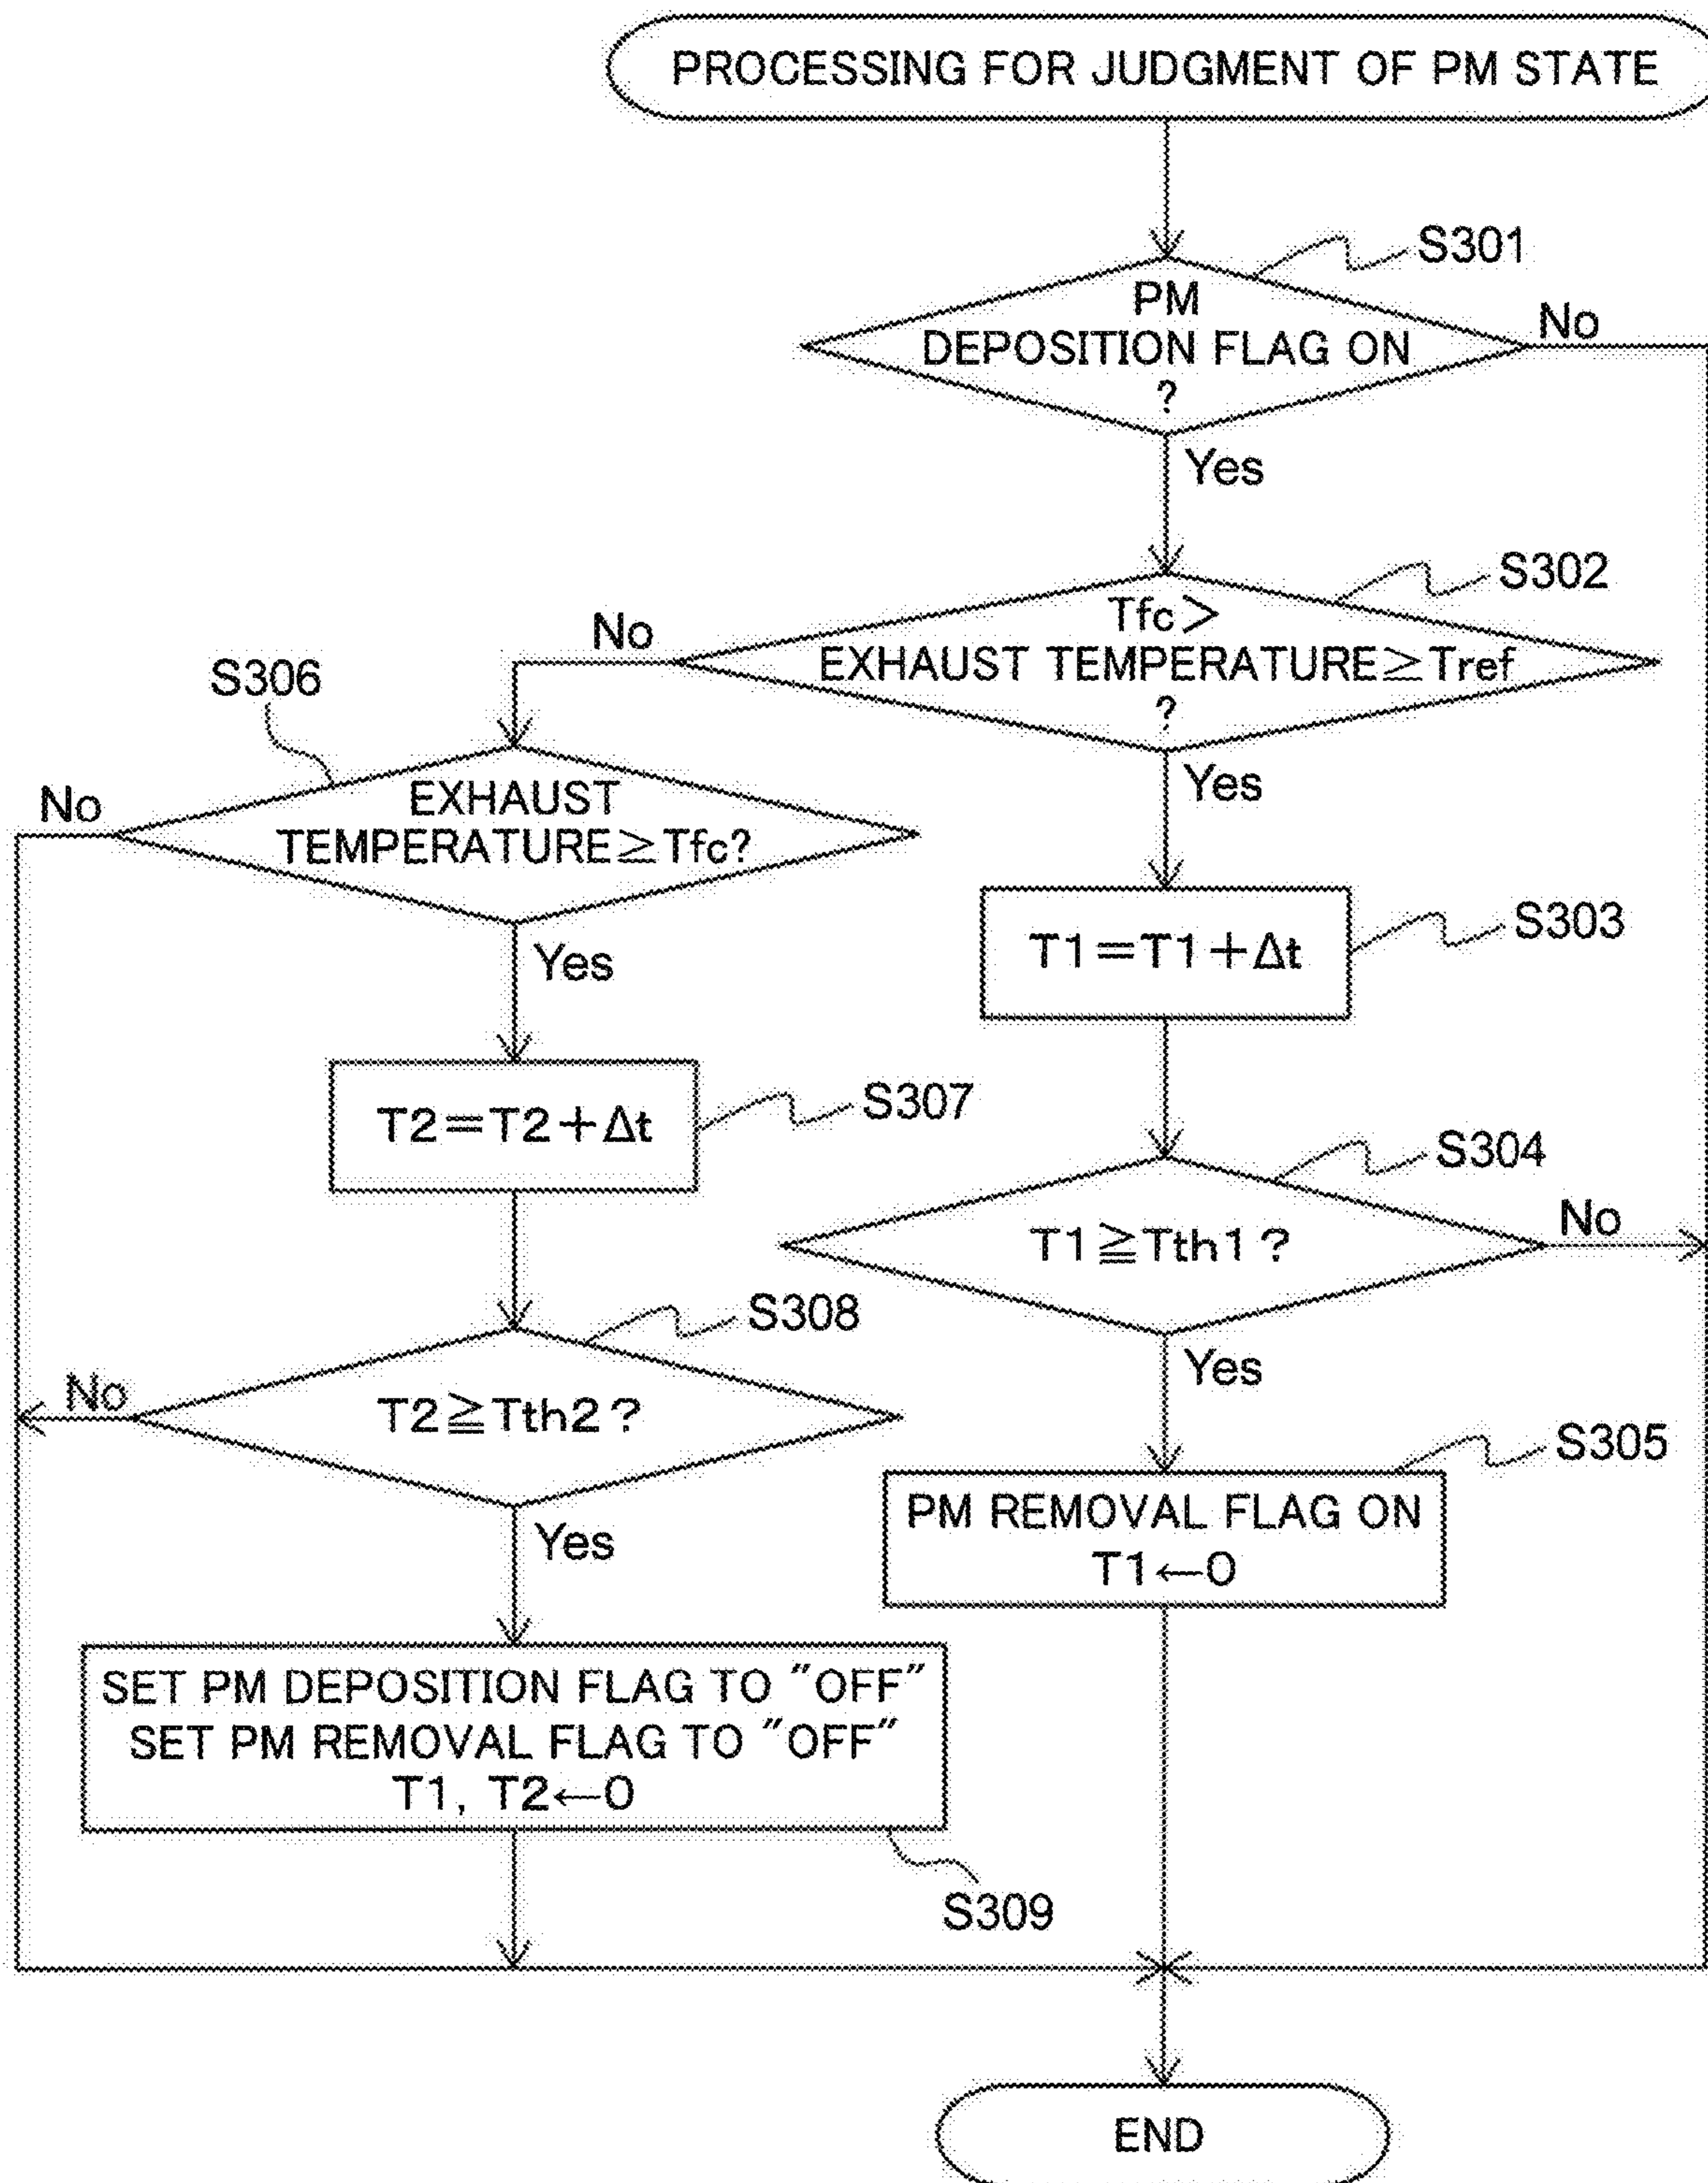 PROCESSING FOR JUDGMENT OF PM STATE
S301
PM
DEPOSITION FLAG ON
?
No
Yes
S302
Tfc>
EXHAUST TEMPERATURE≧Tref
?
No
Yes
S306
EXHAUST
TEMPERATURE≧Tfc?
No
Yes
S303
T1=T1+Δt
S307
T2=T2+Δt
S304
T1≧Tth1?
No
Yes
S308
T2≧Tth2?
No
Yes
S305
PM REMOVAL FLAG ON
T1←0
SET PM DEPOSITION FLAG TO "OFF"
SET PM REMOVAL FLAG TO "OFF"
T1, T2←0
S309
END